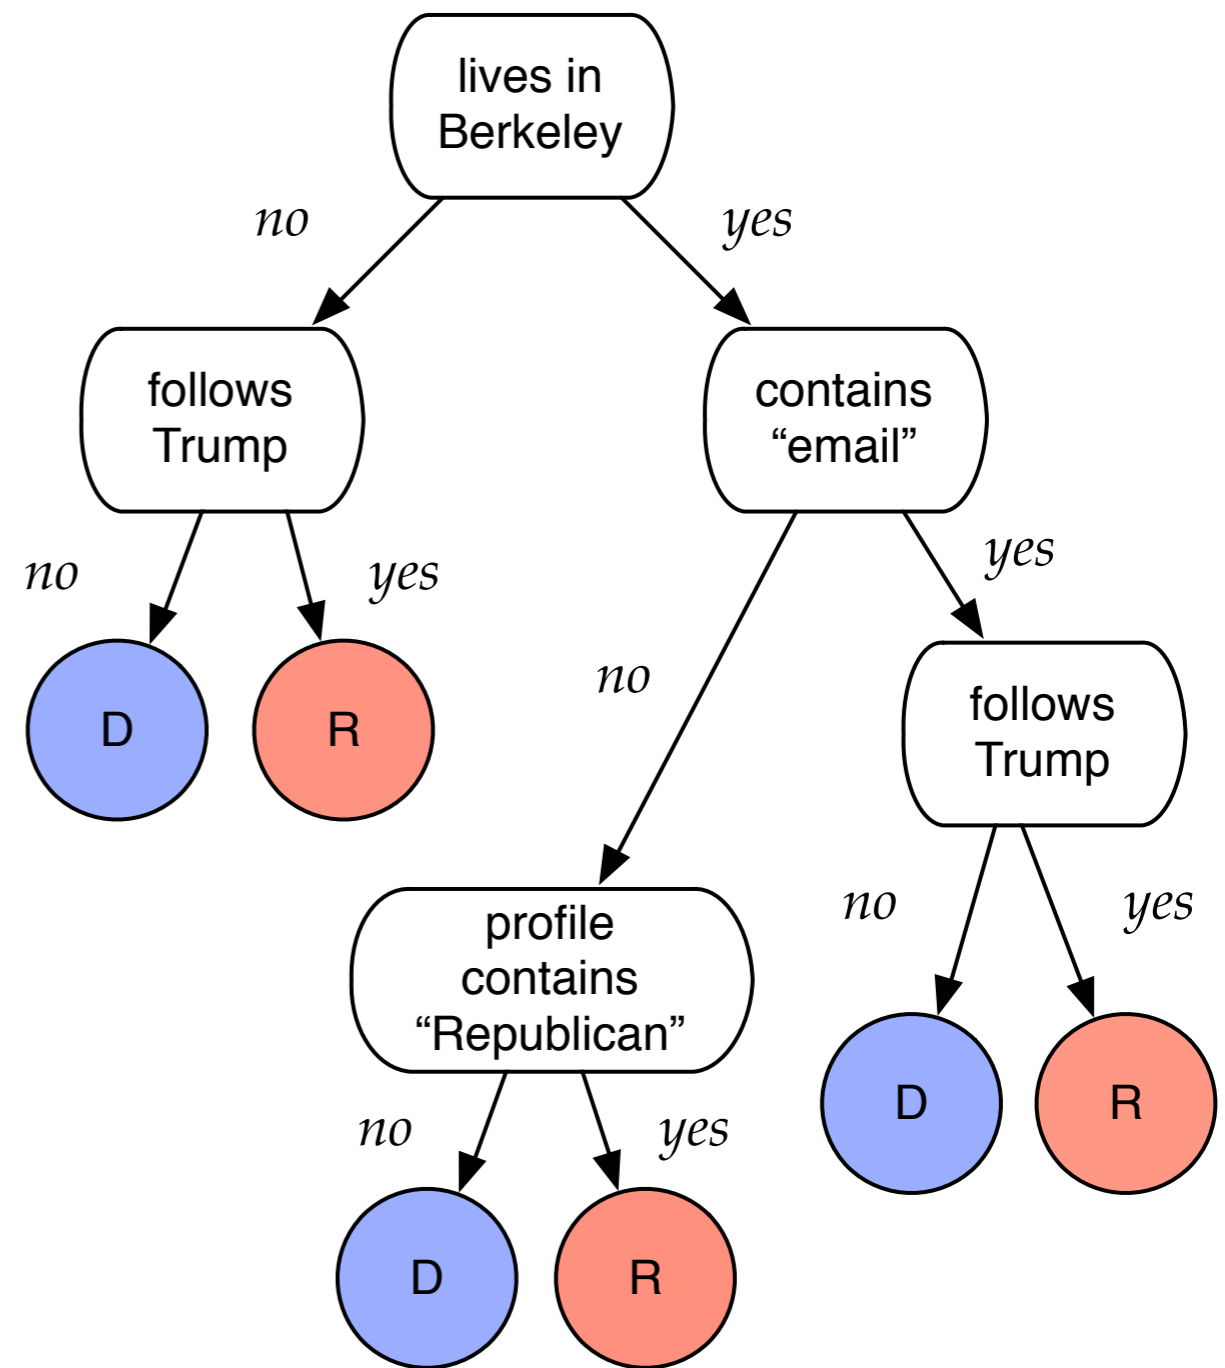 lives in
Berkeley
no
yes
follows
Trump
contains
“email”
no
yes
yes
no
D
R
follows
Trump
no
yes
profile
contains
“Republican”
D
R
no
yes
D
R